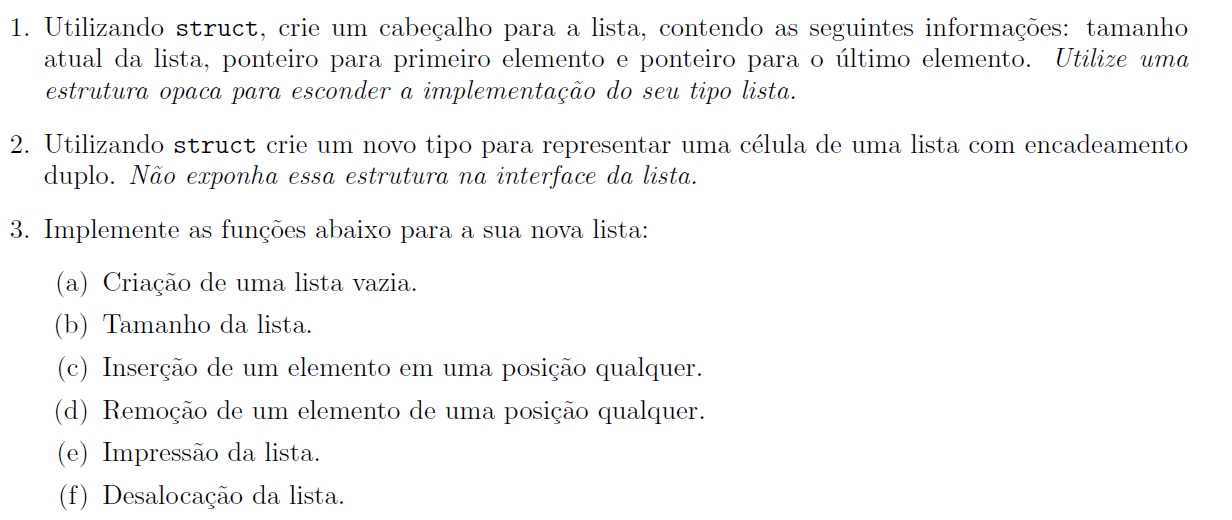 1. Utilizando struct, crie um cabeçalho para a lista, contendo as seguintes informações: tamanho
atual da lista, ponteiro para primeiro elemento e ponteiro para o último elemento. Utilize uma
estrutura opaca para esconder a implementação do seu tipo lista.
2. Utilizando struct crie um novo tipo para representar uma célula de uma lista com encadeamento
duplo. Não exponha essa estrutura na interface da lista.
3. Implemente as funções abaixo para a sua nova lista:
(a) Criação de uma lista vazia.
(b) Tamanho da lista.
(c) Inserção de um elemento em uma posição qualquer.
(d) Remoção de um elemento de uma posição qualquer.
(e) Impressão da lista.
(f) Desalocação da lista.